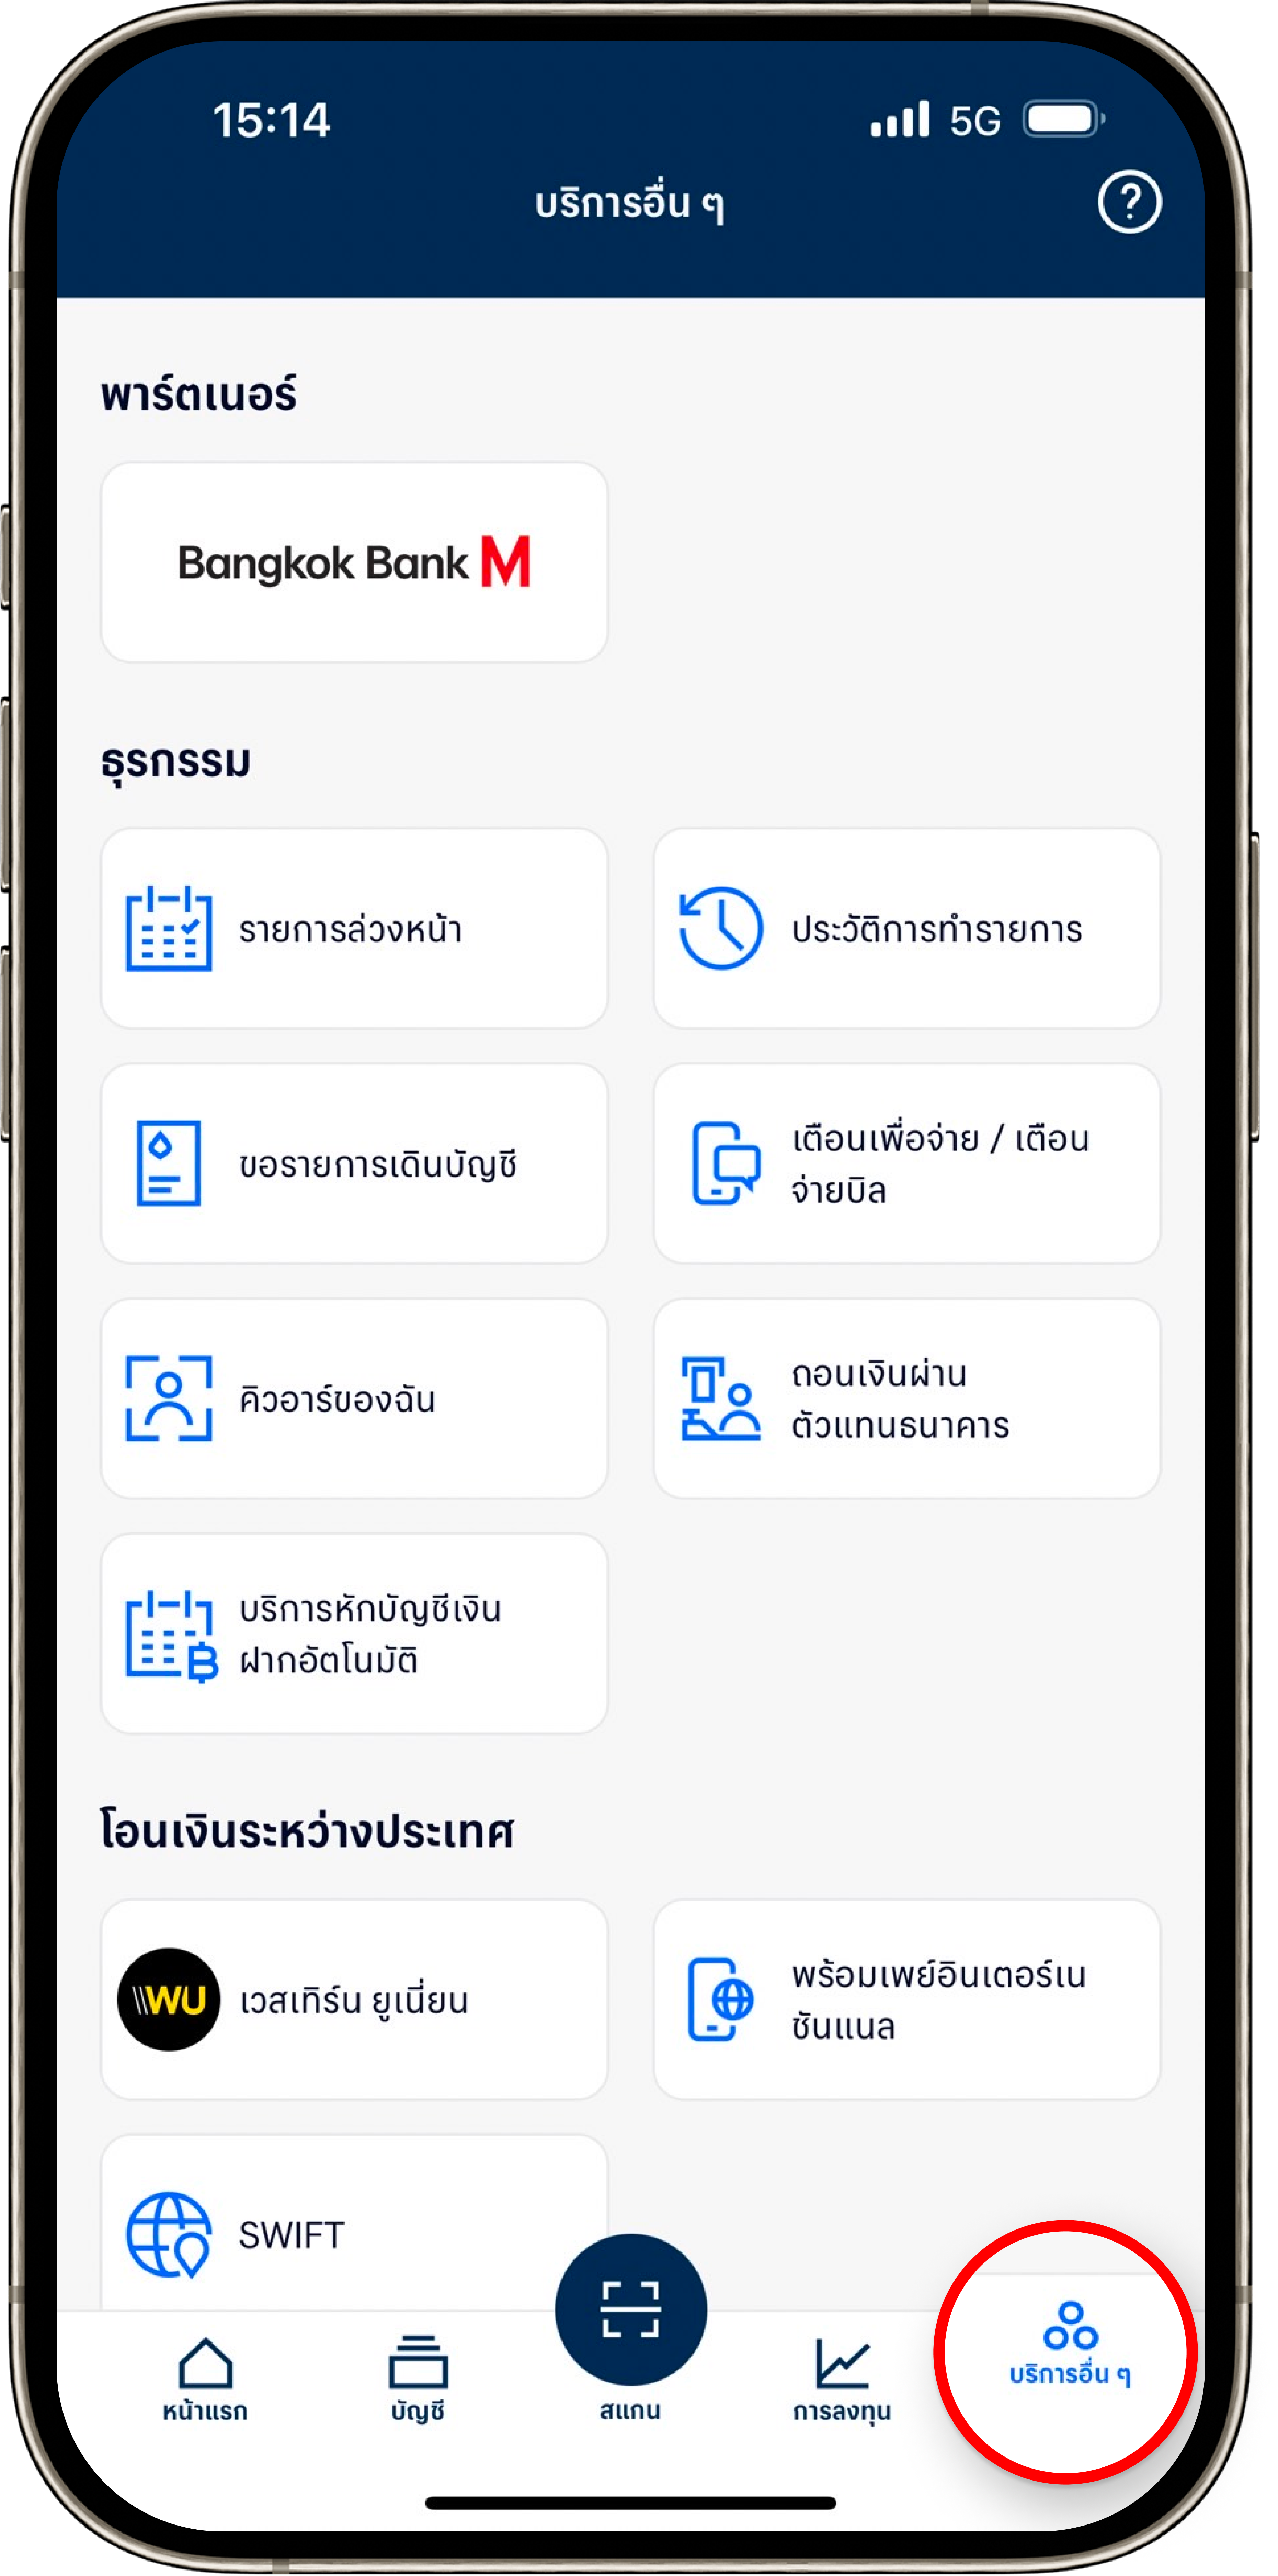 15:14
5G
บริการอื่น ๆ
?
พาร์ตเนอร์
Bangkok Bank M
ธุรกรรม
รายการล่วงหน้า
ประวัติการทำรายการ
ขอรายการเดินบัญชี
เตือนเพื่อจ่าย / เตือน
จ่ายบิล
คิวอาร์ของฉัน
ถอนเงินผ่าน
ตัวแทนธนาคาร
บริการหักบัญชีเงิน
ฝากอัตโนมัติ
โอนเงินระหว่างประเทศ
WU
เวสเทิร์น ยูเนี่ยน
พร้อมเพย์อินเตอร์เน
ชันแนล
SWIFT
หน้าแรก
บัญชี
สแกน
การลงทุน
บริการอื่น ๆ